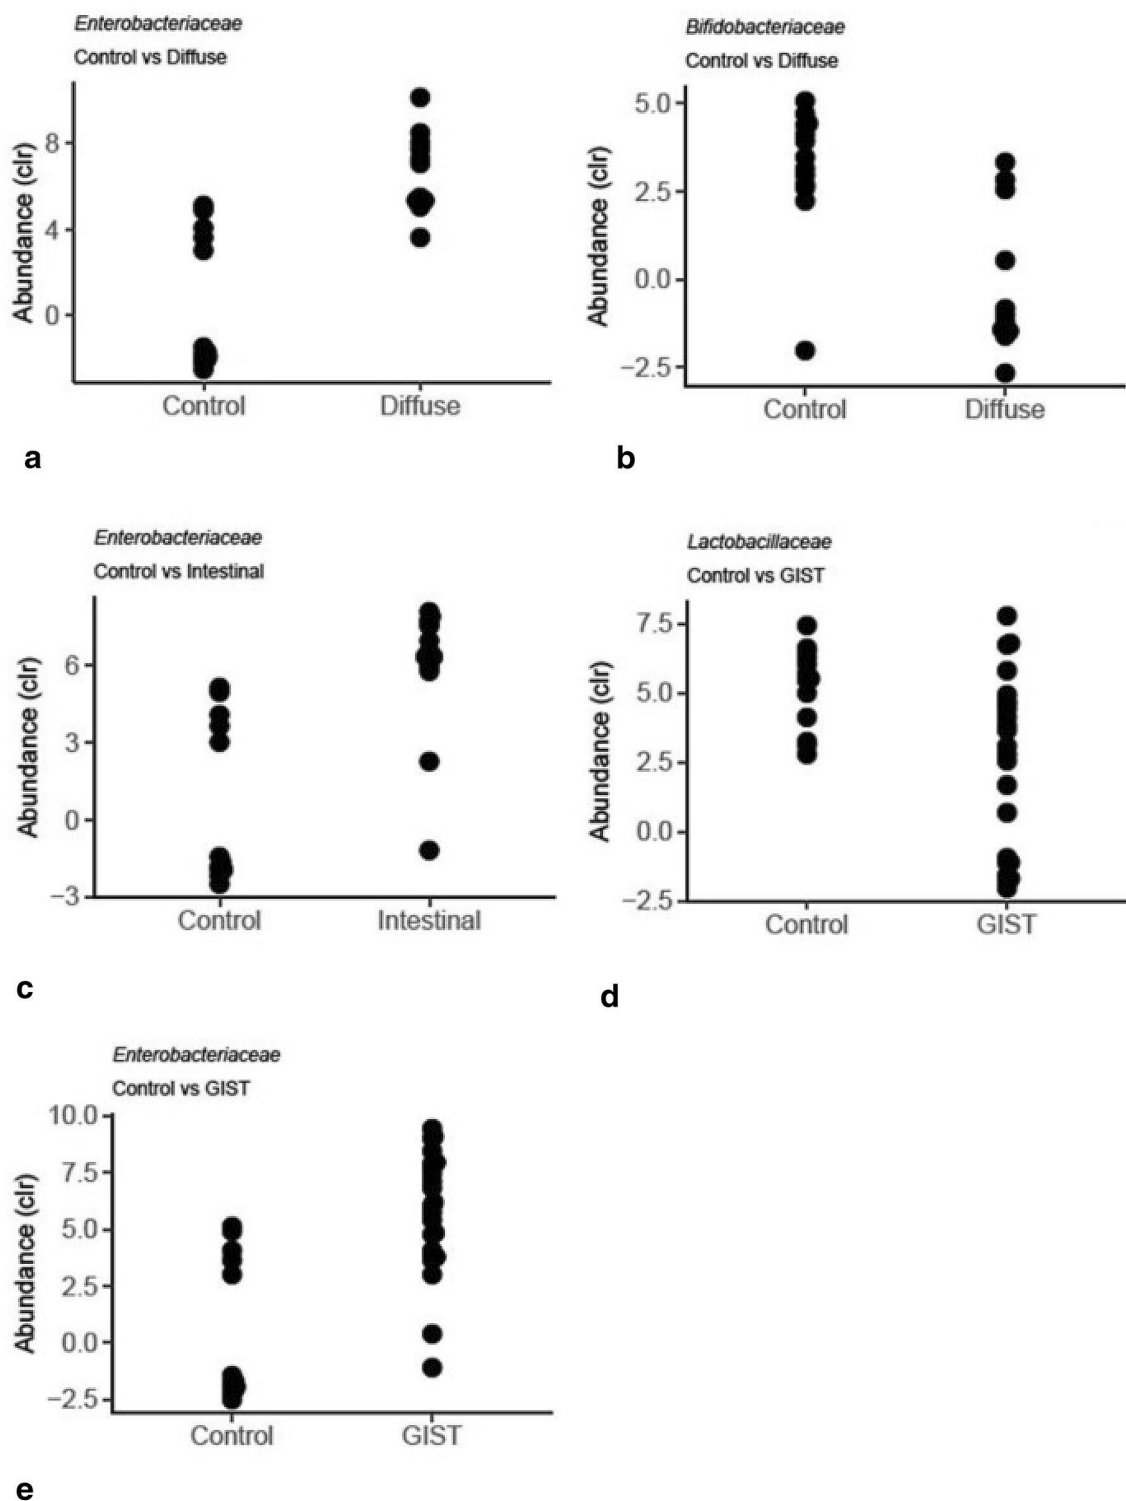 Enterobacteriaceae
Control vs Diffuse
Abundance (clr)
8
4
0
Control Diffuse
a
Bifidobacteriaceae
Control vs Diffuse
Abundance (clr)
5.0
2.5
0.0
−2.5
Control Diffuse
b
Enterobacteriaceae
Control vs Intestinal
Abundance (clr)
6
3
0
−3
Control Intestinal
c
Lactobacillaceae
Control vs GIST
Abundance (clr)
7.5
5.0
2.5
0.0
−2.5
Control GIST
d
Enterobacteriaceae
Control vs GIST
Abundance (clr)
10.0
7.5
5.0
2.5
0.0
−2.5
Control GIST
e